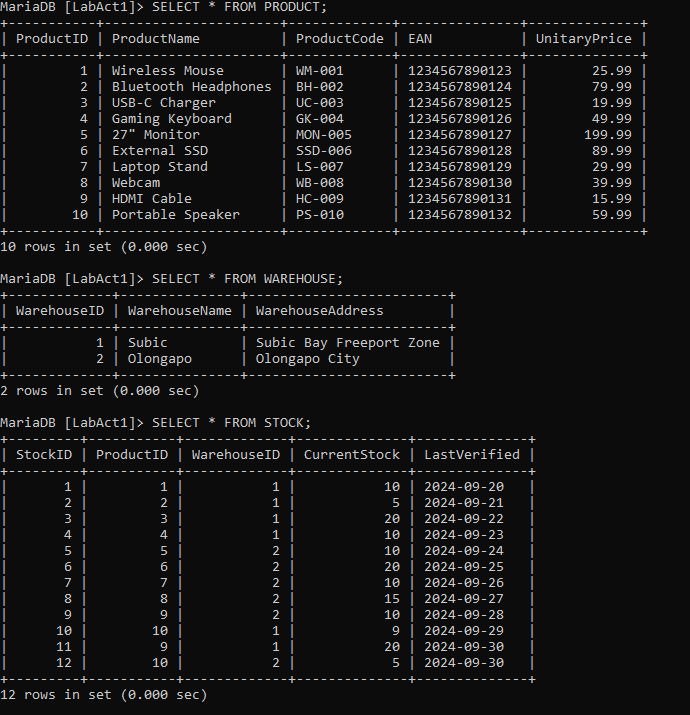 MariaDB [LabAct1]> SELECT * FROM PRODUCT;
+-----------+----------------------+-------------+---------------+--------------+
| ProductID | ProductName          | ProductCode | EAN           | UnitaryPrice |
+-----------+----------------------+-------------+---------------+--------------+
|         1 | Wireless Mouse       | WM-001      | 1234567890123 |        25.99 |
|         2 | Bluetooth Headphones | BH-002      | 1234567890124 |        79.99 |
|         3 | USB-C Charger        | UC-003      | 1234567890125 |        19.99 |
|         4 | Gaming Keyboard      | GK-004      | 1234567890126 |        49.99 |
|         5 | 27" Monitor          | MON-005     | 1234567890127 |       199.99 |
|         6 | External SSD         | SSD-006     | 1234567890128 |        89.99 |
|         7 | Laptop Stand         | LS-007      | 1234567890129 |        29.99 |
|         8 | Webcam               | WB-008      | 1234567890130 |        39.99 |
|         9 | HDMI Cable           | HC-009      | 1234567890131 |        15.99 |
|        10 | Portable Speaker     | PS-010      | 1234567890132 |        59.99 |
+-----------+----------------------+-------------+---------------+--------------+
10 rows in set (0.000 sec)
MariaDB [LabAct1]> SELECT * FROM WAREHOUSE;
+-------------+---------------+-------------------------+
| WarehouseID | WarehouseName | WarehouseAddress        |
+-------------+---------------+-------------------------+
|           1 | Subic         | Subic Bay Freeport Zone |
|           2 | Olongapo      | Olongapo City           |
+-------------+---------------+-------------------------+
2 rows in set (0.000 sec)
MariaDB [LabAct1]> SELECT * FROM STOCK;
+---------+-----------+-------------+--------------+--------------+
| StockID | ProductID | WarehouseID | CurrentStock | LastVerified |
+---------+-----------+-------------+--------------+--------------+
|       1 |         1 |           1 |           10 | 2024-09-20   |
|       2 |         2 |           1 |            5 | 2024-09-21   |
|       3 |         3 |           1 |           20 | 2024-09-22   |
|       4 |         4 |           1 |           10 | 2024-09-23   |
|       5 |         5 |           2 |           10 | 2024-09-24   |
|       6 |         6 |           2 |           20 | 2024-09-25   |
|       7 |         7 |           2 |           10 | 2024-09-26   |
|       8 |         8 |           2 |           15 | 2024-09-27   |
|       9 |         9 |           2 |           10 | 2024-09-28   |
|      10 |        10 |           1 |            9 | 2024-09-29   |
|      11 |         9 |           1 |           20 | 2024-09-30   |
|      12 |        10 |           2 |            5 | 2024-09-30   |
+---------+-----------+-------------+--------------+--------------+
12 rows in set (0.000 sec)